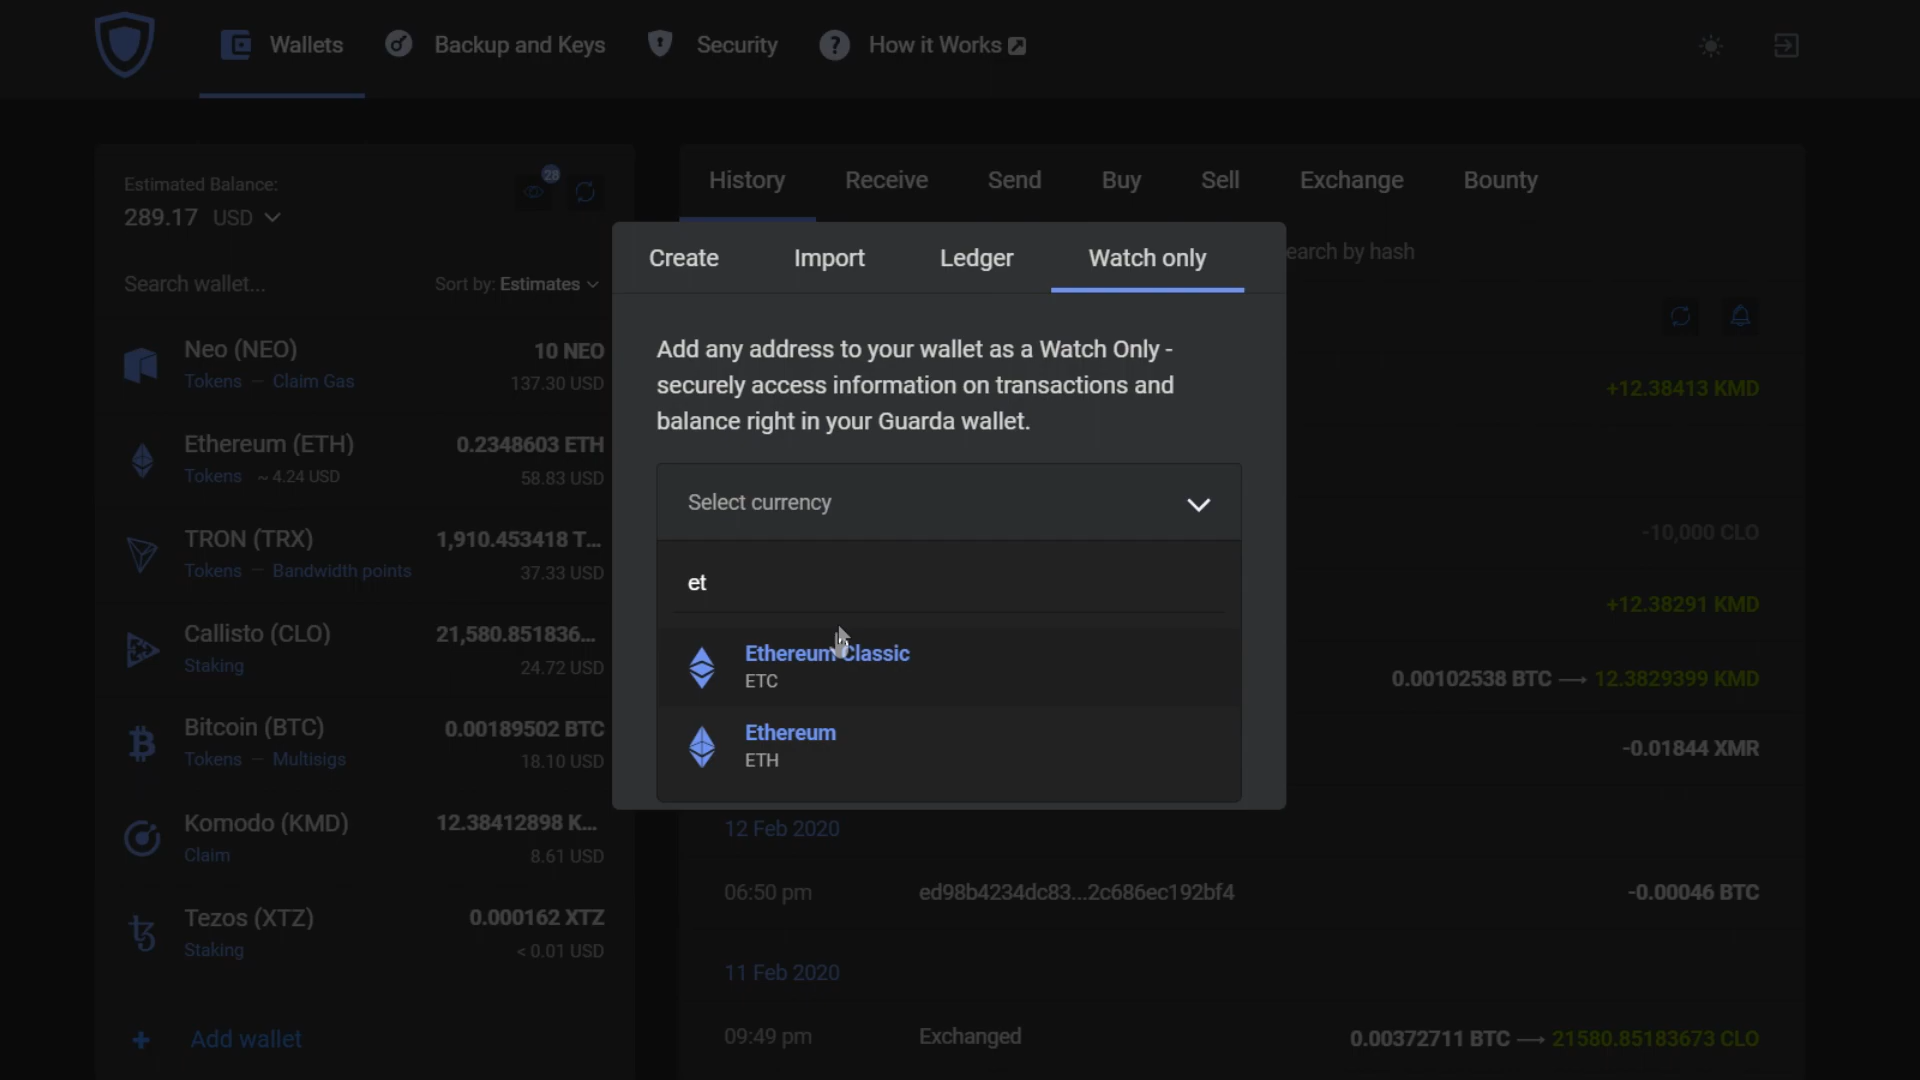 Wallets
Backup and Keys
Security
? How it Works
Estimated Balance:
28
289.17 USD
Search wallet...
Sort by: Estimates
Neo (NEO)
10 NEO
Tokens — Claim Gas
137.30 USD
Ethereum (ETH)
0.2348603 ETH
Tokens ~ 4.24 USD
58.83 USD
TRON (TRX)
1,910.453418 T...
Tokens — Bandwidth points
37.33 USD
Callisto (CLO)
21,580.851836...
Staking
24.72 USD
Bitcoin (BTC)
0.00189502 BTC
Tokens — Multisigs
18.10 USD
Komodo (KMD)
12.38412898 K...
Claim
8.61 USD
Tezos (XTZ)
0.000162 XTZ
Staking
< 0.01 USD
+ Add wallet
History
Receive
Send
Buy
Sell
Exchange
Bounty
earch by hash
Create
Import
Ledger
Watch only
Add any address to your wallet as a Watch Only -
securely access information on transactions and
balance right in your Guarda wallet.
Select currency
et
Ethereum Classic
ETC
Ethereum
ETH
+12.38413 KMD
-10,000 CLO
+12.38291 KMD
0.00102538 BTC → 12.3829399 KMD
-0.01844 XMR
12 Feb 2020
06:50 pm
ed98b4234dc83...2c686ec192bf4
-0.00046 BTC
11 Feb 2020
09:49 pm
Exchanged
0.00372711 BTC → 21580.85183673 CLO